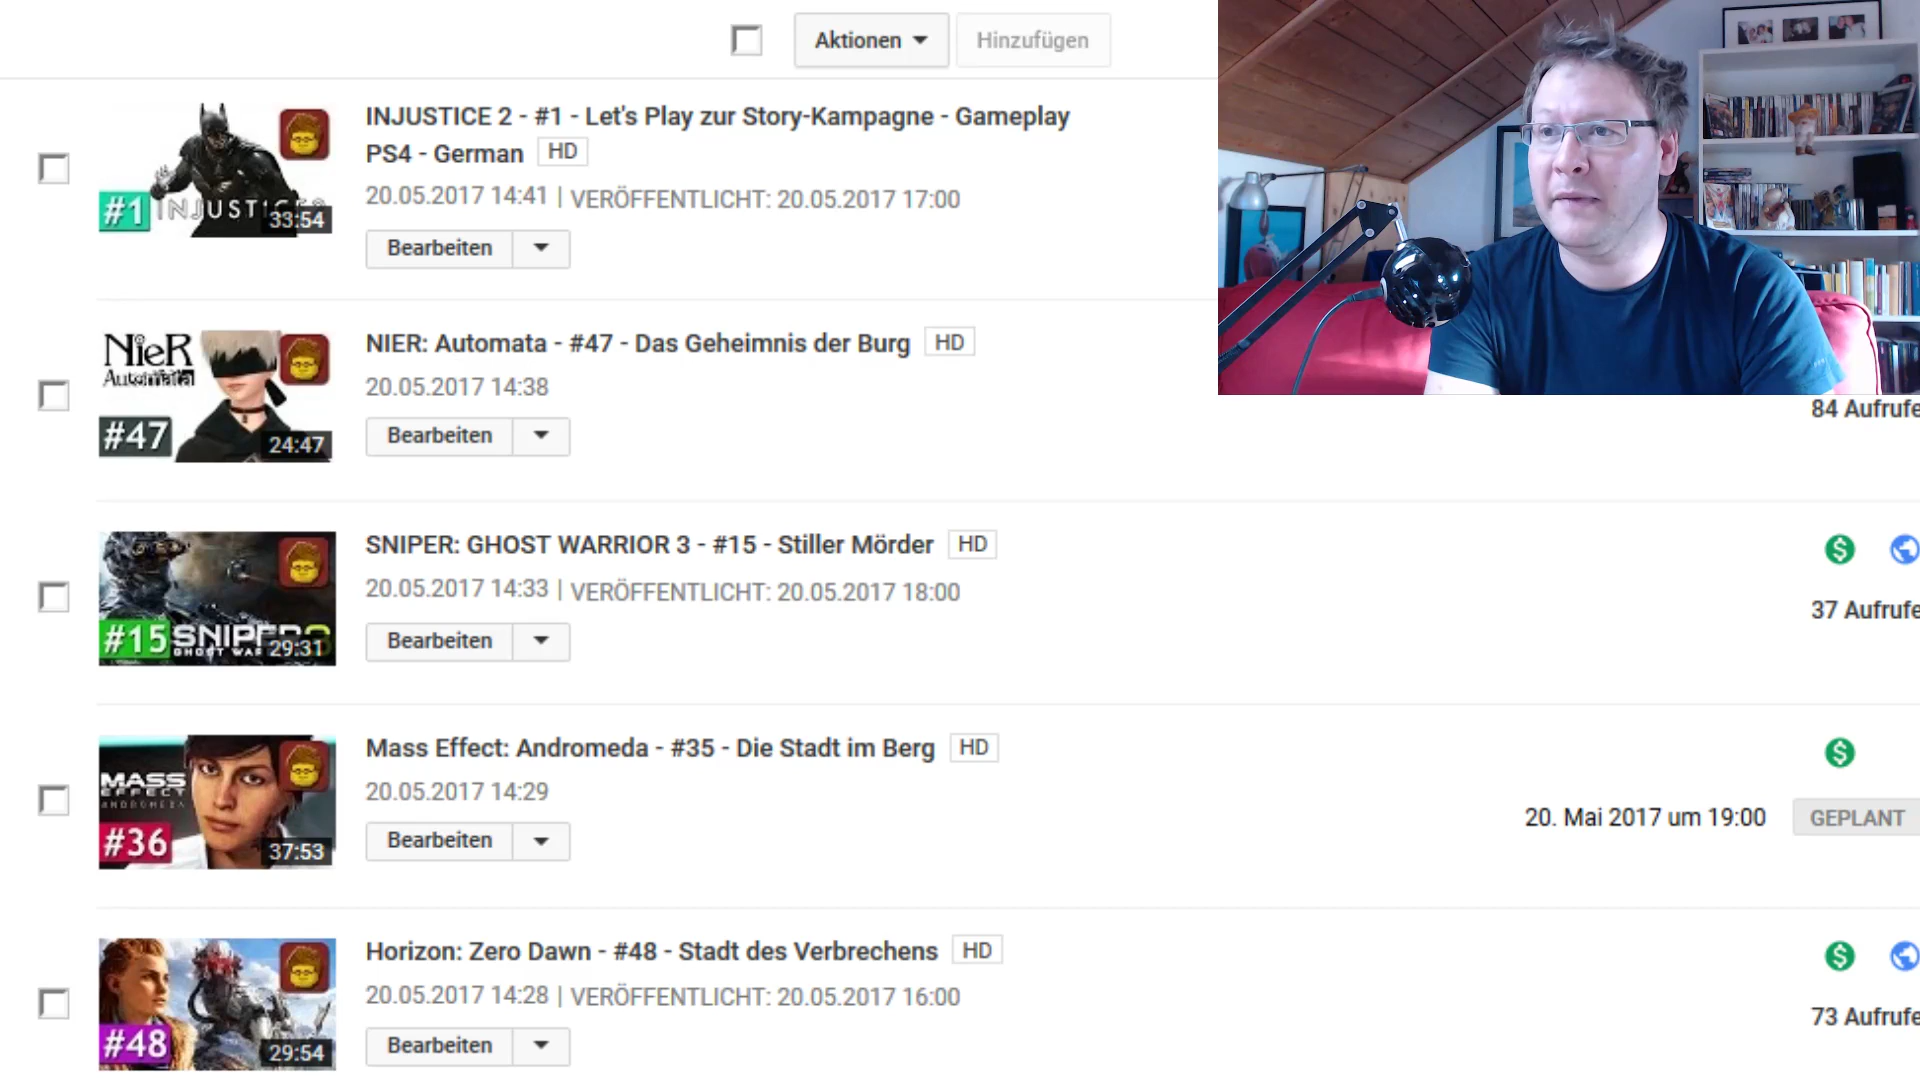 Aktionen Hinzufügen
INJUSTICE 2 - #1 - Let's Play zur Story-Kampagne - Gameplay
PS4 - German HD
20.05.2017 14:41 | VERÖFFENTLICHT: 20.05.2017 17:00
#1 INJUSTICE 33:54
Bearbeiten
NieR
Automata
#47
24:47
NIER: Automata - #47 - Das Geheimnis der Burg HD
20.05.2017 14:38
Bearbeiten
84 Aufrufe
SNIPER: GHOST WARRIOR 3 - #15 - Stiller Mörder HD
20.05.2017 14:33 | VERÖFFENTLICHT: 20.05.2017 18:00
37 Aufrufe
#15 SNIPER
GHOST WAR 29:31
Bearbeiten
MASS
EFFECT
ANDROMEDA
#36
37:53
Mass Effect: Andromeda - #35 - Die Stadt im Berg HD
20.05.2017 14:29
20. Mai 2017 um 19:00 GEPLANT
Bearbeiten
Horizon: Zero Dawn - #48 - Stadt des Verbrechens HD
20.05.2017 14:28 | VERÖFFENTLICHT: 20.05.2017 16:00
73 Aufrufe
#48
29:54
Bearbeiten